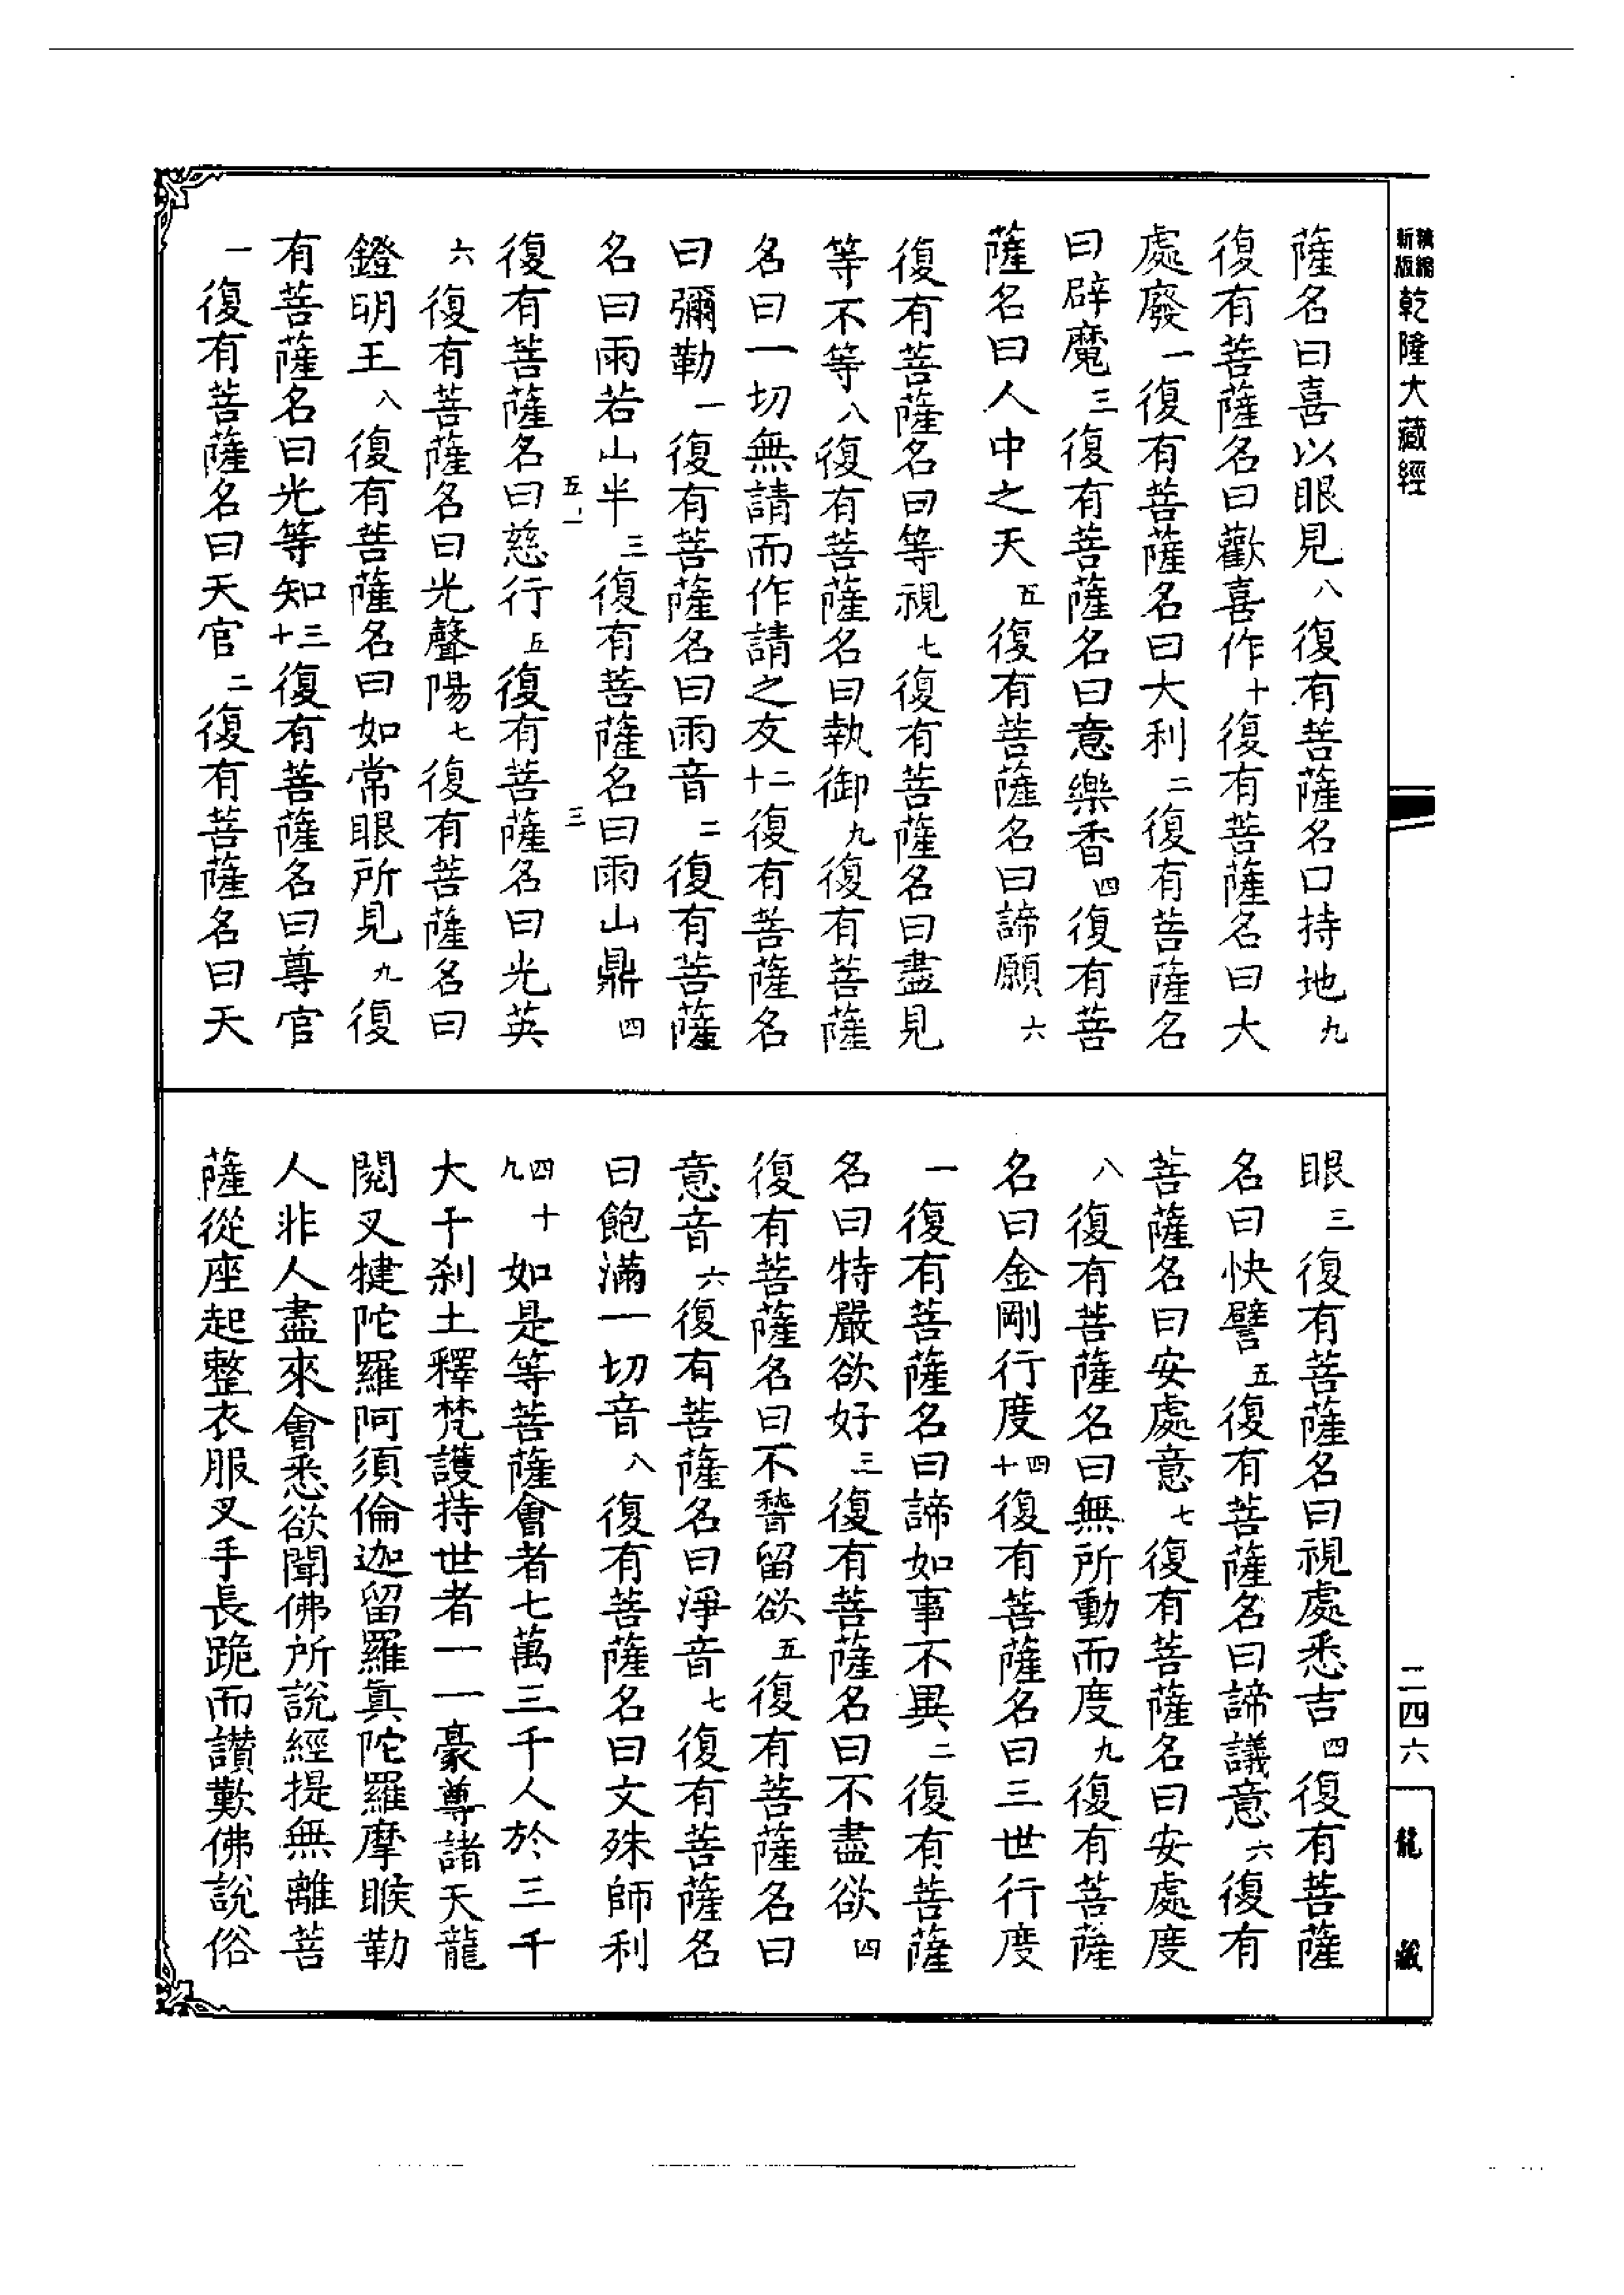 新版精縮
乾隆大藏經
薩名曰喜以眼見八復有菩薩名口持地九
復有菩薩名曰歡喜作十復有菩薩名曰大
處廢一復有菩薩名曰大利二復有菩薩名
曰辟魔三復有菩薩名曰意樂香四復有菩
薩名曰人中之天五復有菩薩名曰諦願六
復有菩薩名曰等視七復有菩薩名曰盡見
等不等八復有菩薩名曰執御九復有菩薩
名曰一切無請而作請之友二十復有菩薩名
曰彌勒一復有菩薩名曰雨音二復有菩薩
名曰雨若山半三復有菩薩名曰雨山鼎四
五一
三
復有菩薩名曰慈行五復有菩薩名曰光英
六復有菩薩名曰光聲陽七復有菩薩名曰
鐙明王八復有菩薩名曰如常眼所見九復
有菩薩名曰光等知三十復有菩薩名曰尊官
一復有菩薩名曰天官二復有菩薩名曰天
眼三復有菩薩名曰視處悉吉四復有菩薩
名曰快譬五復有菩薩名曰諦議意六復有
菩薩名曰安處意七復有菩薩名曰安處度
八復有菩薩名曰無所動而度九復有菩薩
名曰金剛行度四十復有菩薩名曰三世行度
一復有菩薩名曰諦如事不異二復有菩薩
名曰特嚴欲好三復有菩薩名曰不盡欲四
復有菩薩名曰不瞀留欲五復有菩薩名曰
意音六復有菩薩名曰淨音七復有菩薩名
曰飽滿一切音八復有菩薩名曰文殊師利
四十九如是等菩薩會者七萬三千人於三千
大千刹土釋梵護持世者一一豪尊諸天龍
閱叉犍陀羅阿須倫迦留羅真陀羅摩睺勒
人非人盡來會悉欲聞佛所說經提無離菩
薩從座起整衣服叉手長跪而讚歎佛說俗
二四六
龍藏